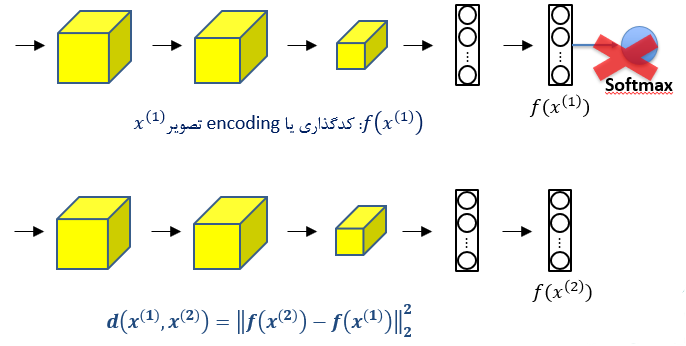 Softmax
f(x⁽¹⁾)
f(x⁽¹⁾): کدگذاری یا encoding تصویر x⁽¹⁾
f(x⁽²⁾)
d(x⁽¹⁾, x⁽²⁾) = ‖f(x⁽²⁾) − f(x⁽¹⁾)‖₂²